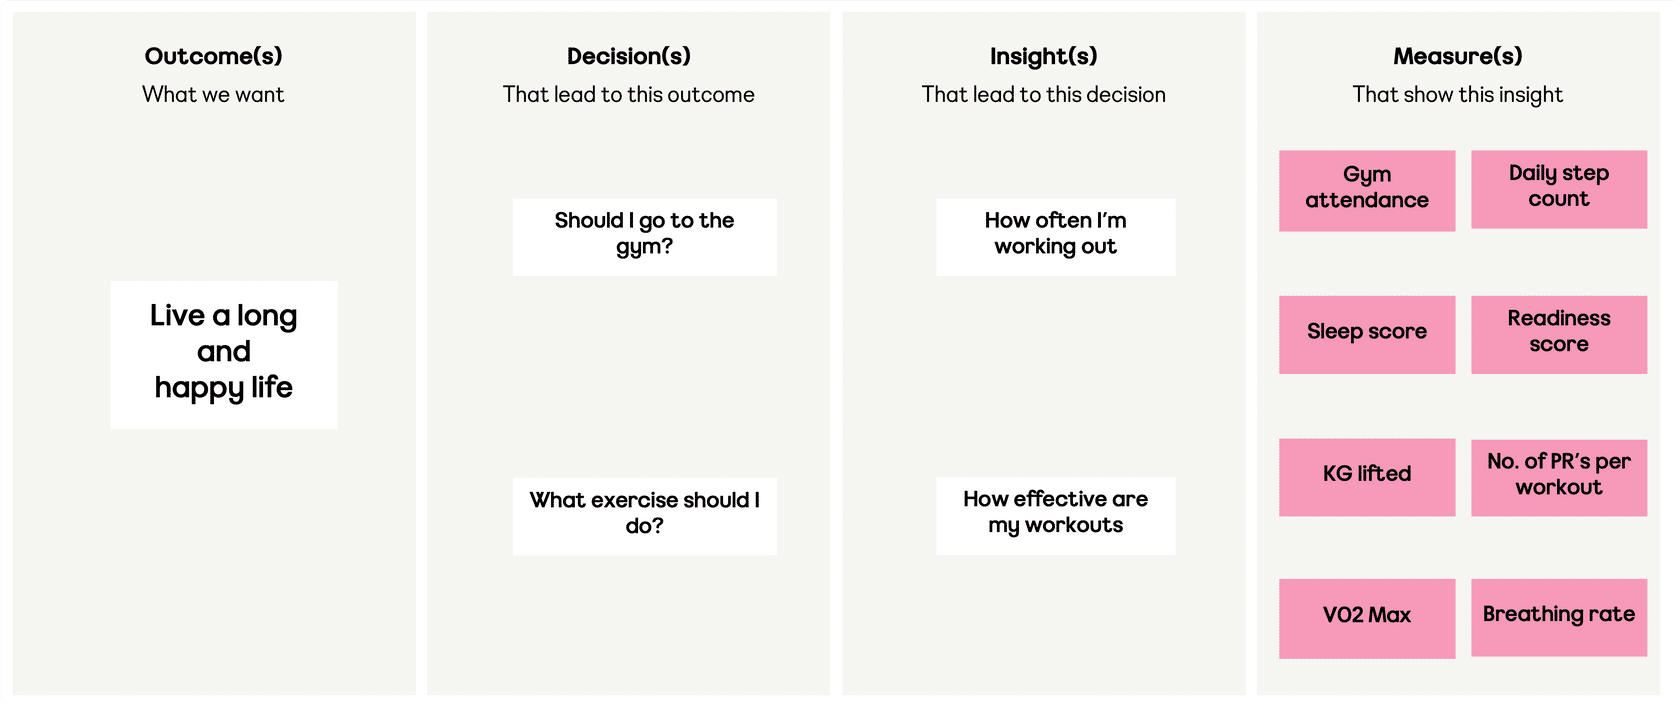 Outcome(s)
What we want
Live a long
and
happy life
Decision(s)
That lead to this outcome
Should I go to the
gym?
What exercise should I
do?
Insight(s)
That lead to this decision
How often I'm
working out
How effective are
my workouts
Measure(s)
That show this insight
Gym
attendance
Daily step
count
Sleep score
Readiness
score
KG lifted
No. of PR's per
workout
VO2 Max
Breathing rate